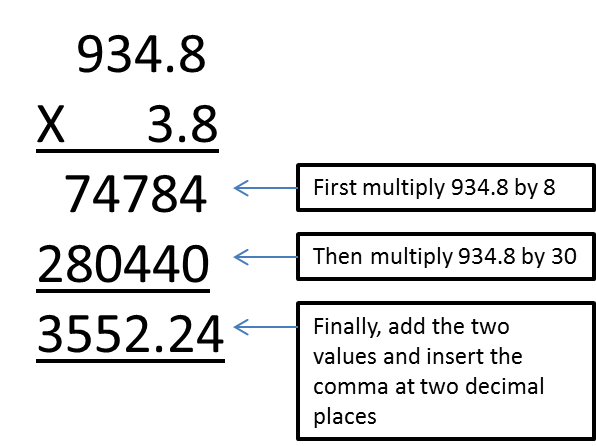 934.8
X 3.8
74784
First multiply 934.8 by 8
280440
Then multiply 934.8 by 30
3552.24
Finally, add the two
values and insert the
comma at two decimal
places